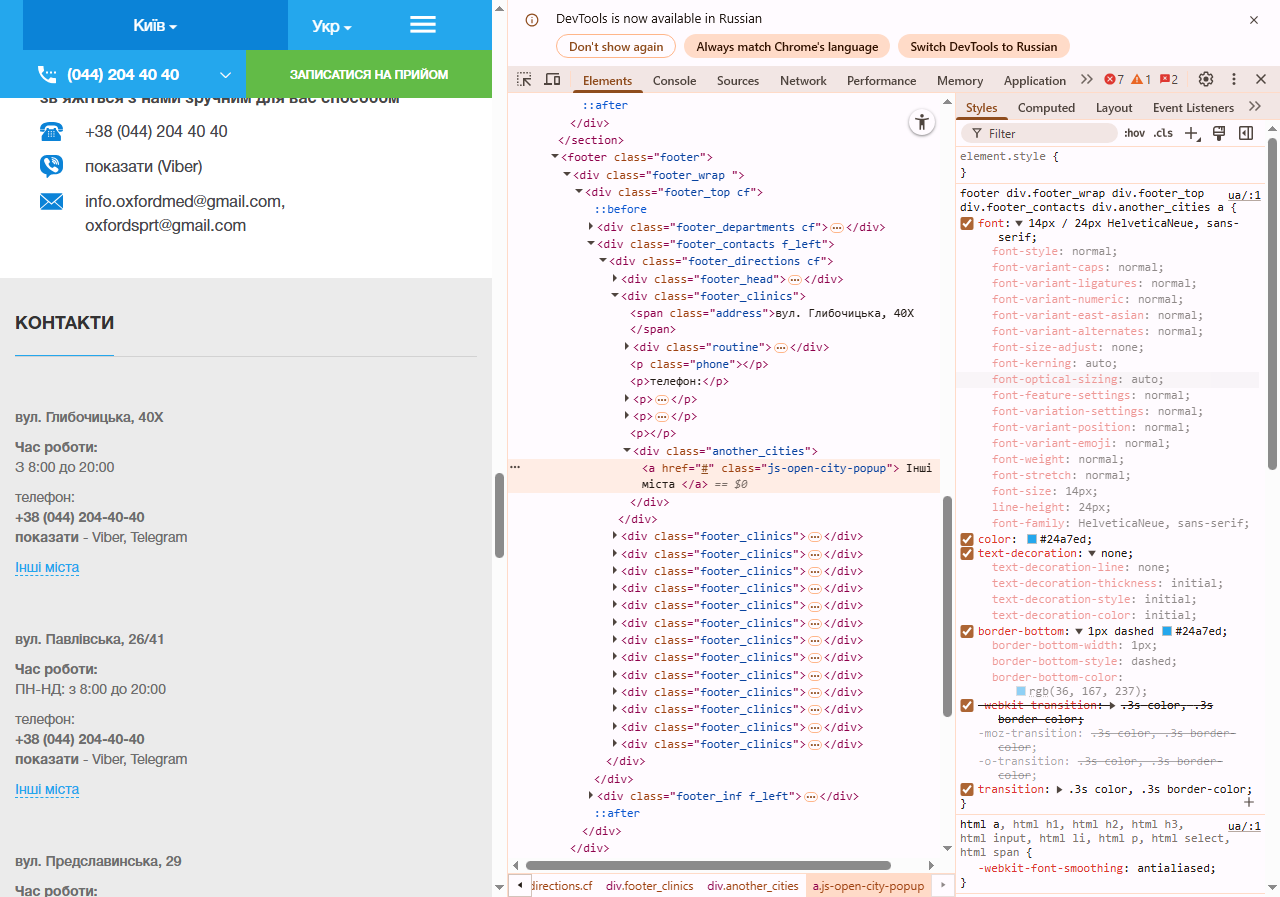 Київ
Укр
(044) 204 40 40
ЗАПИСАТИСЯ НА ПРИЙОМ
зв'яжіться з нами зручним для вас способом
+38 (044) 204 40 40
показати (Viber)
info.oxfordmed@gmail.com,
oxfordsprt@gmail.com
КОНТАКТИ
вул. Глибочицька, 40Х
Час роботи:
З 8:00 до 20:00
телефон:
+38 (044) 204-40-40
показати - Viber, Telegram
Інші міста
вул. Павлівська, 26/41
Час роботи:
ПН-НД: з 8:00 до 20:00
телефон:
+38 (044) 204-40-40
показати - Viber, Telegram
Інші міста
вул. Предславинська, 29
Час роботи:
DevTools is now available in Russian
Don't show again
Always match Chrome's language
Switch DevTools to Russian
Elements Console Sources Network Performance Memory Application 7 1 2
::after
</div>
</section>
<footer class="footer">
<div class="footer_wrap ">
<div class="footer_top cf">
::before
<div class="footer_departments cf"> … </div>
<div class="footer_contacts f_left">
<div class="footer_directions cf">
<div class="footer_head"> … </div>
<div class="footer_clinics">
<span class="address">вул. Глибочицька, 40Х
</span>
<div class="routine"> … </div>
<p class="phone"></p>
<p>телефон:</p>
<p> … </p>
<p> … </p>
<p></p>
<div class="another_cities">
<a href="#" class="js-open-city-popup"> Інші
міста </a> == $0
</div>
</div>
<div class="footer_clinics"> … </div>
<div class="footer_clinics"> … </div>
<div class="footer_clinics"> … </div>
<div class="footer_clinics"> … </div>
<div class="footer_clinics"> … </div>
<div class="footer_clinics"> … </div>
<div class="footer_clinics"> … </div>
<div class="footer_clinics"> … </div>
<div class="footer_clinics"> … </div>
<div class="footer_clinics"> … </div>
<div class="footer_clinics"> … </div>
<div class="footer_clinics"> … </div>
<div class="footer_clinics"> … </div>
</div>
</div>
<div class="footer_inf f_left"> … </div>
::after
</div>
</div>
directions.cf div.footer_clinics div.another_cities a.js-open-city-popup
Styles Computed Layout Event Listeners
Filter :hov .cls
element.style {
}
footer div.footer_wrap div.footer_top ua/:1
div.footer_contacts div.another_cities a {
font: 14px / 24px HelveticaNeue, sans-
serif;
font-style: normal;
font-variant-caps: normal;
font-variant-ligatures: normal;
font-variant-numeric: normal;
font-variant-east-asian: normal;
font-variant-alternates: normal;
font-size-adjust: none;
font-kerning: auto;
font-optical-sizing: auto;
font-feature-settings: normal;
font-variation-settings: normal;
font-variant-position: normal;
font-variant-emoji: normal;
font-weight: normal;
font-stretch: normal;
font-size: 14px;
line-height: 24px;
font-family: HelveticaNeue, sans-serif;
color: #24a7ed;
text-decoration: none;
text-decoration-line: none;
text-decoration-thickness: initial;
text-decoration-style: initial;
text-decoration-color: initial;
border-bottom: 1px dashed #24a7ed;
border-bottom-width: 1px;
border-bottom-style: dashed;
border-bottom-color:
rgb(36, 167, 237);
-webkit-transition: .3s color, .3s
border-color;
-moz-transition: .3s color, .3s border-
color;
-o-transition: .3s color, .3s border-
color;
transition: .3s color, .3s border-color;
}
html a, html h1, html h2, html h3, ua/:1
html input, html li, html p, html select,
html span {
-webkit-font-smoothing: antialiased;
}